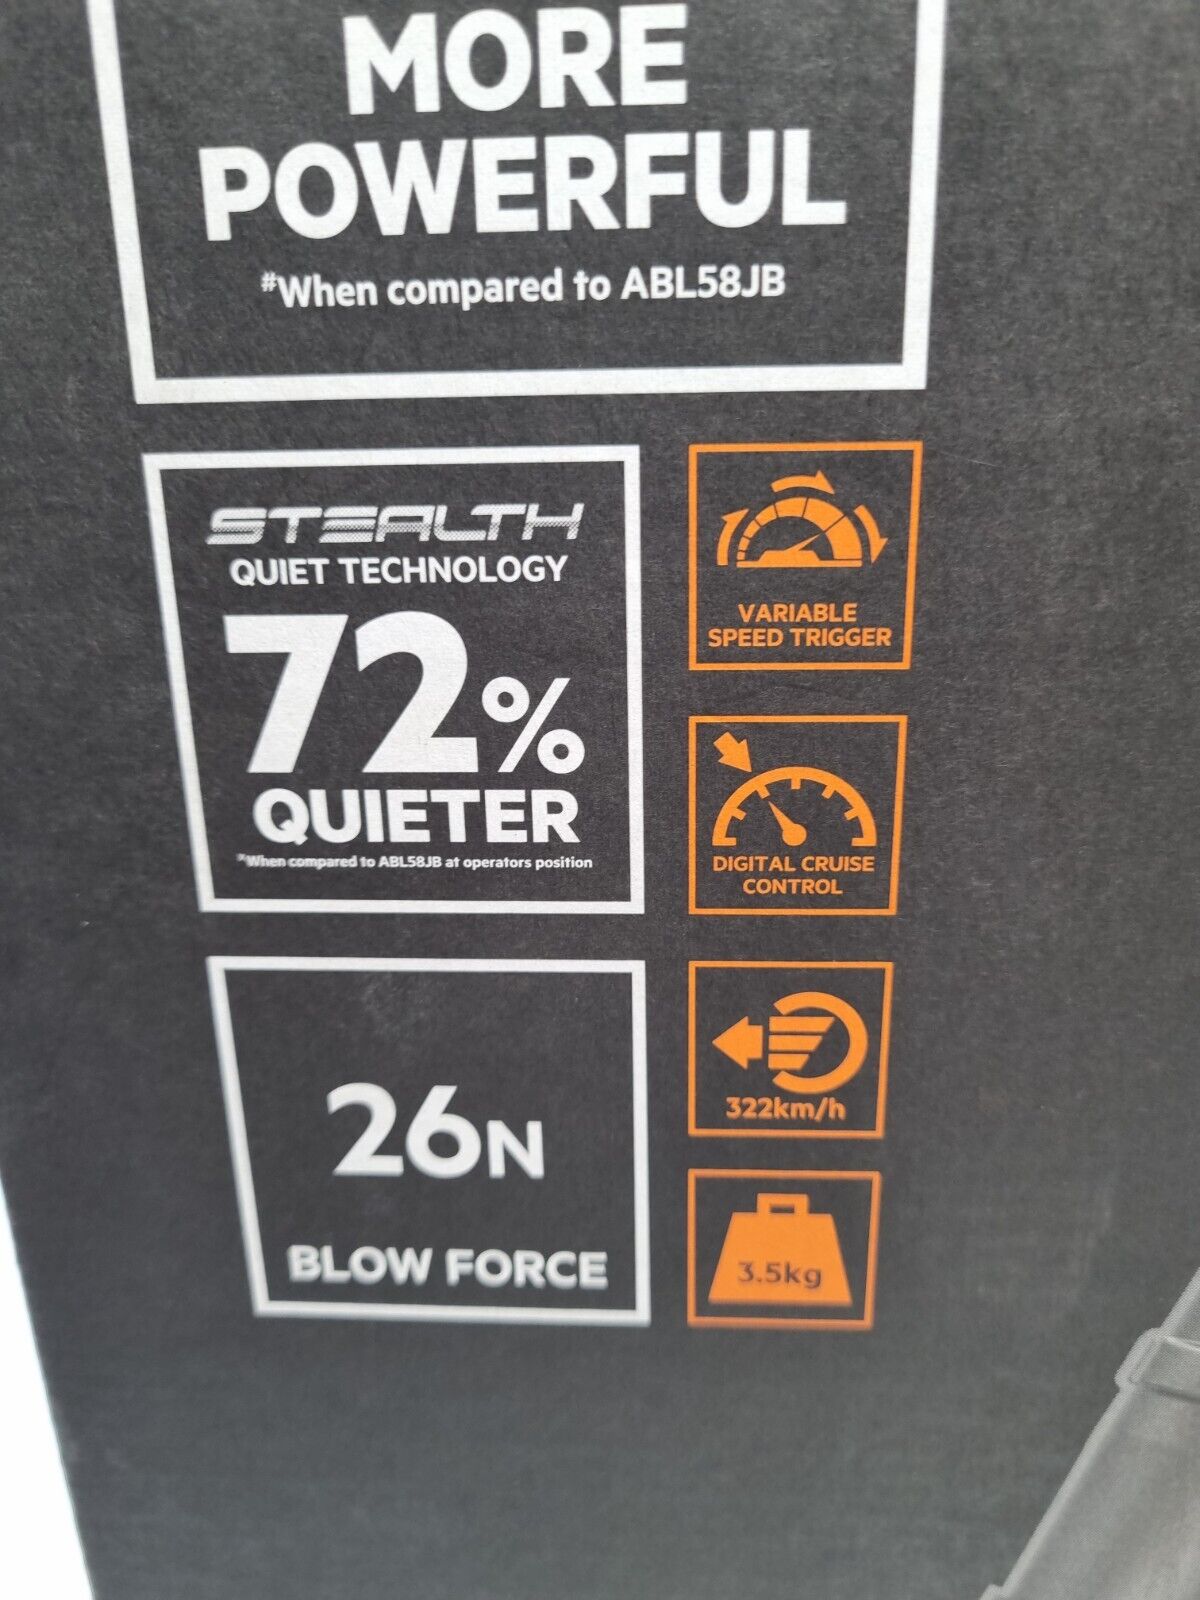 MORE
POWERFUL
#When compared to ABL58JB
STEALTH
QUIET TECHNOLOGY
72%
QUIETER
#When compared to ABL58JB at operators position
26N
BLOW FORCE
VARIABLE
SPEED TRIGGER
DIGITAL CRUISE
CONTROL
322km/h
3.5kg